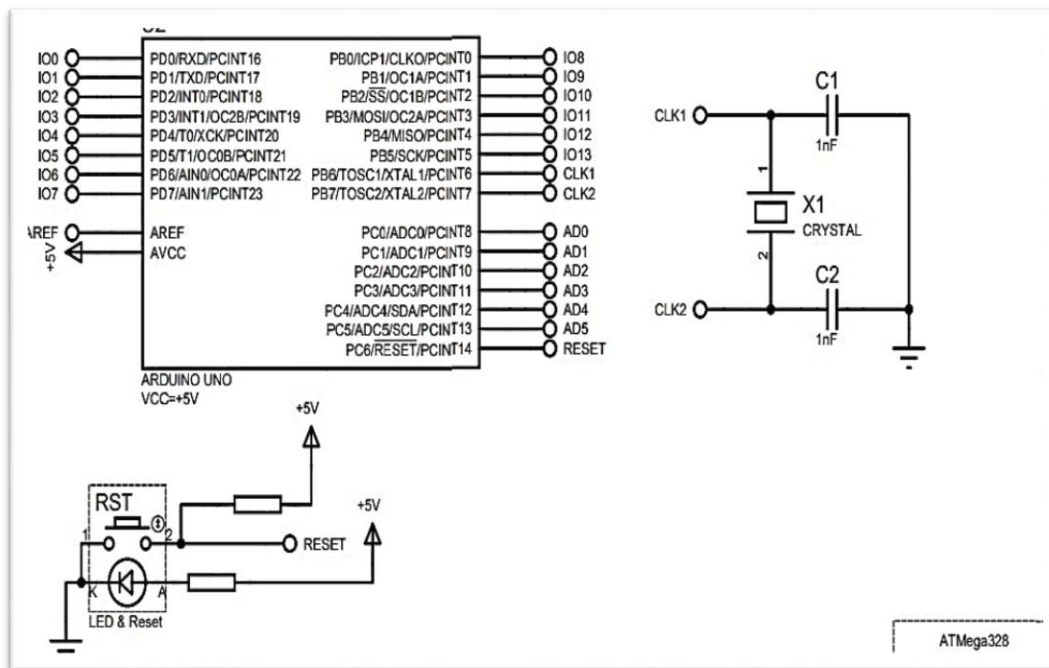 IO0 PD0/RXD/PCINT16 PB0/ICP1/CLKO/PCINT0 IO8
IO1 PD1/TXD/PCINT17 PB1/OC1A/PCINT1 IO9
IO2 PD2/INT0/PCINT18 PB2/SS/OC1B/PCINT2 IO10
IO3 PD3/INT1/OC2B/PCINT19 PB3/MOSI/OC2A/PCINT3 IO11
IO4 PD4/T0/XCK/PCINT20 PB4/MISO/PCINT4 IO12
IO5 PD5/T1/OC0B/PCINT21 PB5/SCK/PCINT5 IO13
IO6 PD6/AIN0/OC0A/PCINT22 PB6/TOSC1/XTAL1/PCINT6 CLK1
IO7 PD7/AIN1/PCINT23 PB7/TOSC2/XTAL2/PCINT7 CLK2
AREF AREF PC0/ADC0/PCINT8 AD0
+5V AVCC PC1/ADC1/PCINT9 AD1
PC2/ADC2/PCINT10 AD2
PC3/ADC3/PCINT11 AD3
PC4/ADC4/SDA/PCINT12 AD4
PC5/ADC5/SCL/PCINT13 AD5
PC6/RESET/PCINT14 RESET
ARDUINO UNO
VCC=+5V
C1
CLK1
1nF
1
X1
CRYSTAL
2
C2
CLK2
1nF
+5V
+5V
RST
1 2
RESET
K A
LED & Reset
ATMega328